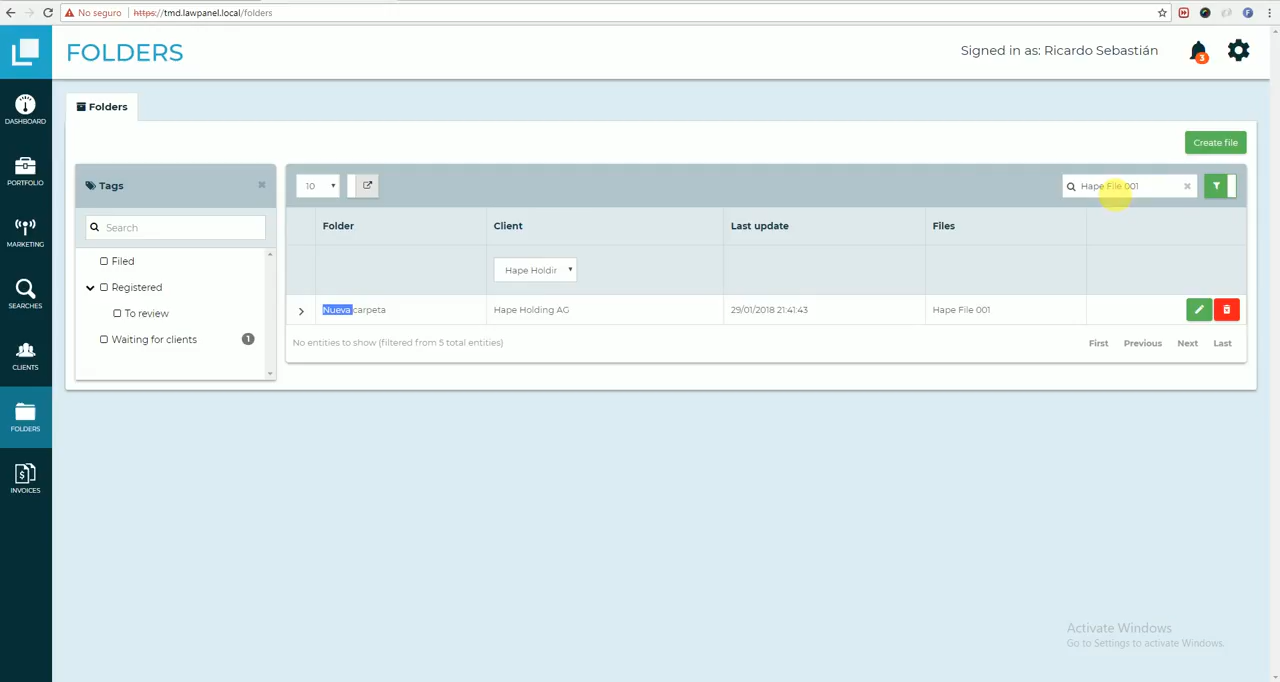 No seguro
https://tmd.lawpanel.local/folders
FOLDERS
Signed in as: Ricardo Sebastián
3
DASHBOARD
PORTFOLIO
MARKETING
SEARCHES
CLIENTS
FOLDERS
INVOICES
Folders
Create file
Tags
Search
Filed
Registered
To review
Waiting for clients 1
10
Hape File 001
Folder Client Last update Files
Hape Holdir
Nueva carpeta Hape Holding AG 29/01/2018 21:41:43 Hape File 001
No entities to show (filtered from 5 total entities)
First Previous Next Last
Activate Windows
Go to Settings to activate Windows.